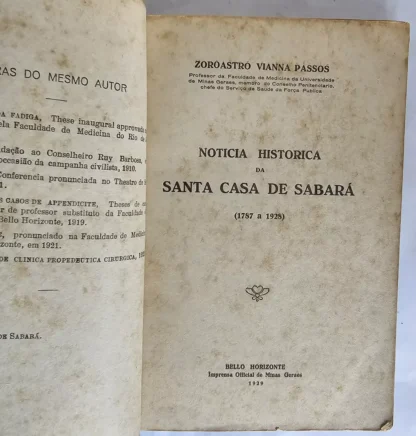 RAS DO MESMO AUTOR
DA FADIGA, These inaugural approvada
ela Faculdade de Medicina do Rio de
dação ao Conselheiro Ruy Barbosa,
occasião da campanha civilista, 1910.
Conferencia pronunciada no Theatro de
1.
S CASOS DE APPENDICITE, These de
r de professor substituto da Faculdade
Bello Horizonte, 1919.
pronunciado na Faculdade de Medicina
izonte, em 1921.
DE CLINICA PROPEDEUTICA CIRURGICA,
DE SABARÁ.
ZOROASTRO VIANNA PASSOS
Professor da Faculdade de Medicina da Universidade
de Minas Geraes, membro do Conselho Penitenciario,
chefe do Serviço de Saúde da Força Publica
NOTICIA HISTORICA
DA
SANTA CASA DE SABARÁ
(1787 a 1928)
BELLO HORIZONTE
Imprensa Official de Minas Geraes
1929